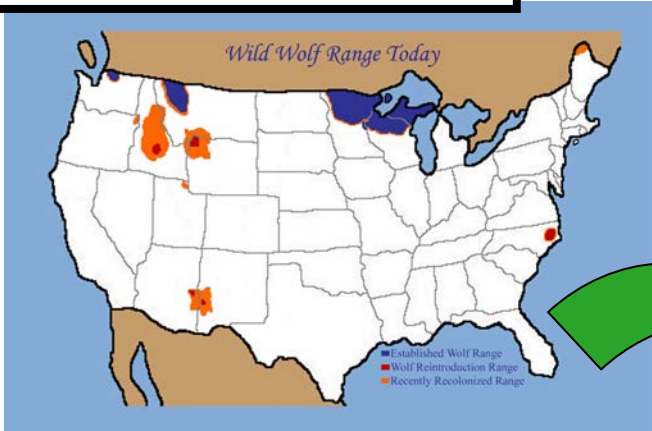 Wild Wolf Range Today
Established Wolf Range
Wolf Reintroduction Range
Recently Recolonized Range